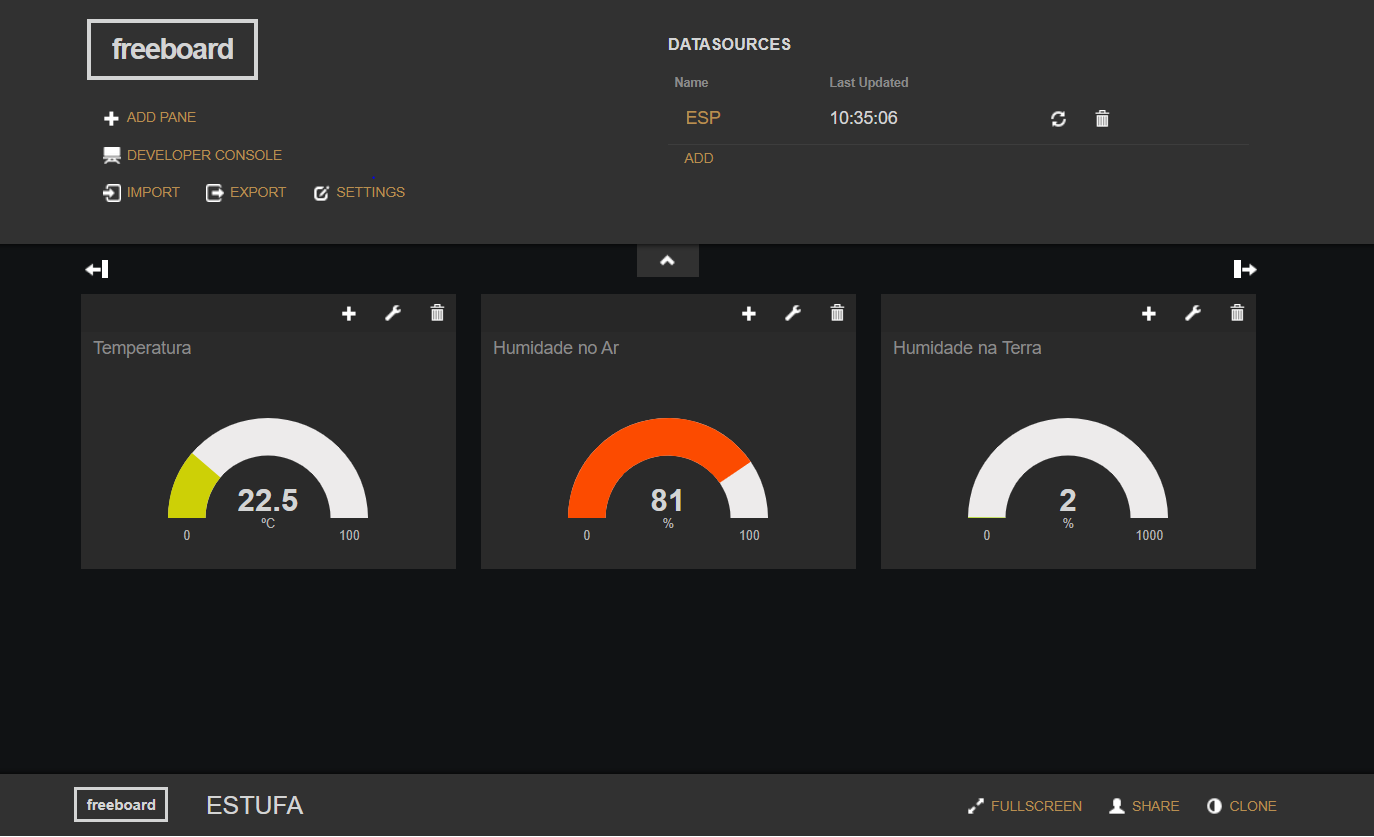 freeboard
ADD PANE
DEVELOPER CONSOLE
IMPORT EXPORT SETTINGS
DATASOURCES
Name Last Updated
ESP 10:35:06
ADD
Temperatura
22.5
ºC
0 100
Humidade no Ar
81
%
0 100
Humidade na Terra
2
%
0 1000
freeboard ESTUFA FULLSCREEN SHARE CLONE